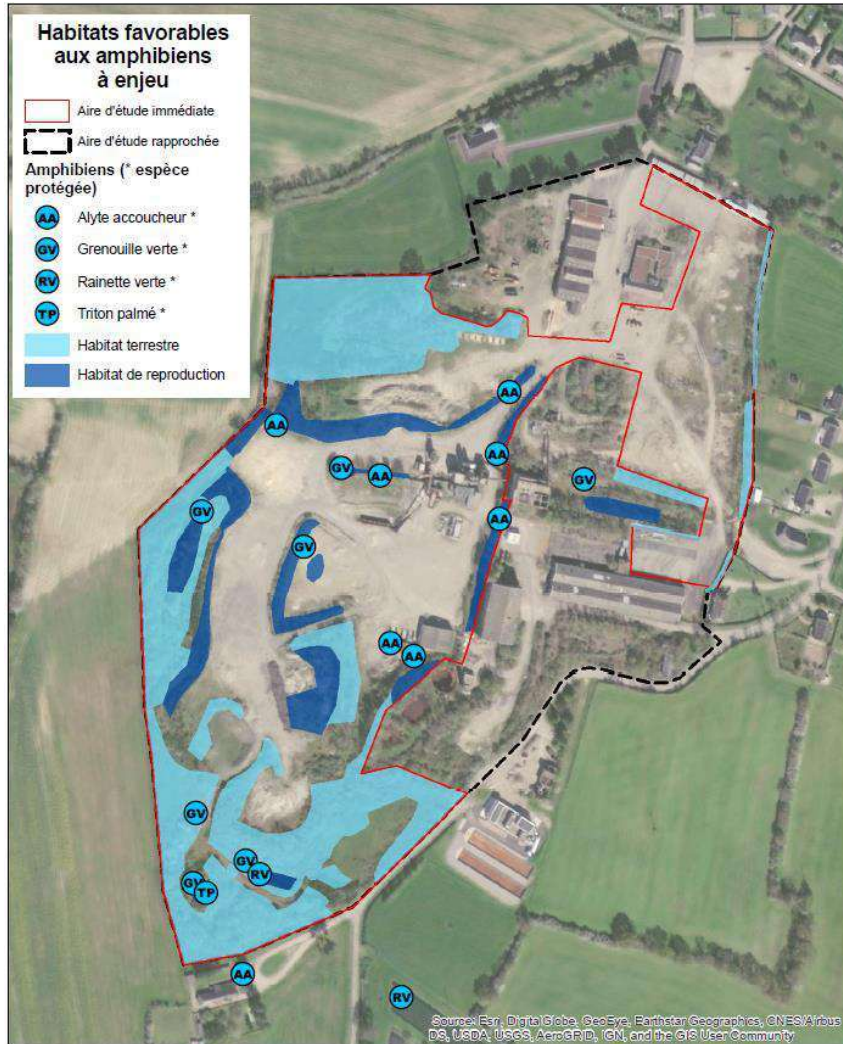 Habitats favorables
aux amphibiens
à enjeu
Aire d'étude immédiate
Aire d'étude rapprochée
Amphibiens (* espèce
protégée)
AA Alyte accoucheur *
GV Grenouille verte *
RV Rainette verte *
TP Triton palmé *
Habitat terrestre
Habitat de reproduction
AA
AA
AA
GV
AA
GV
GV
AA
GV
AA
AA
GV
GV
RV
GV
TP
AA
RV
Source: Esri, DigitalGlobe, GeoEye, Earthstar Geographics, CNES/Airbus
DS, USDA, USGS, AeroGRID, IGN, and the GIS User Community